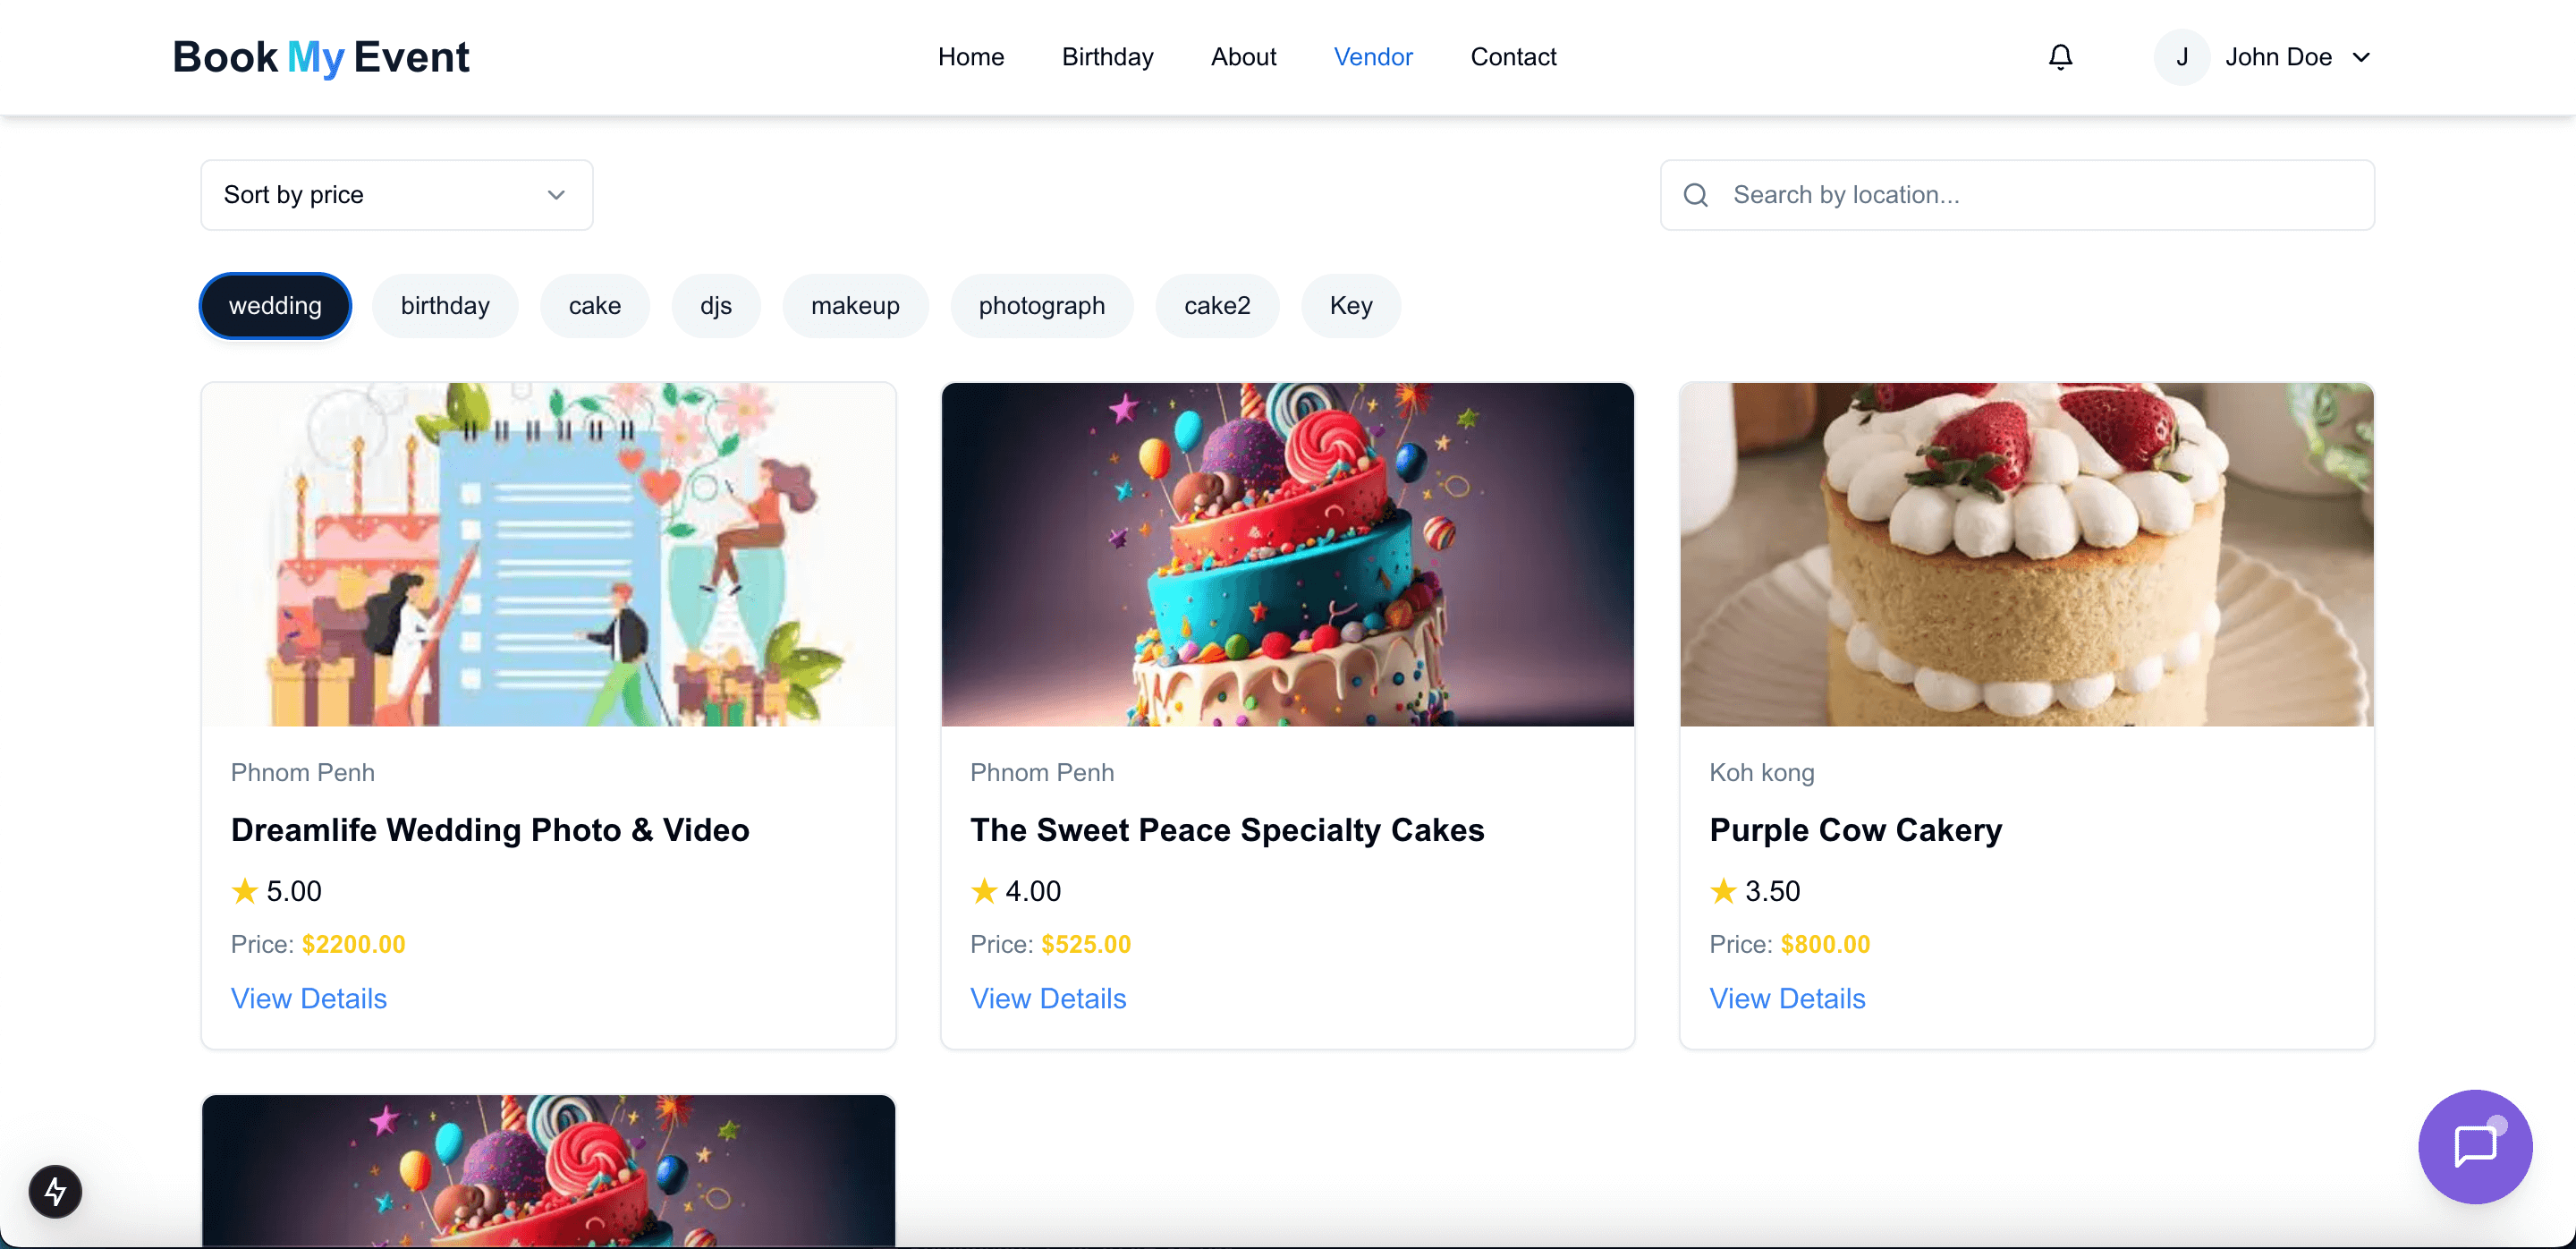 Book My Event
Home
Birthday
About
Vendor
Contact
J
John Doe
Sort by price
Search by location...
wedding
birthday
cake
djs
makeup
photograph
cake2
Key
Phnom Penh
Dreamlife Wedding Photo & Video
5.00
Price: $2200.00
View Details
Phnom Penh
The Sweet Peace Specialty Cakes
4.00
Price: $525.00
View Details
Koh kong
Purple Cow Cakery
3.50
Price: $800.00
View Details